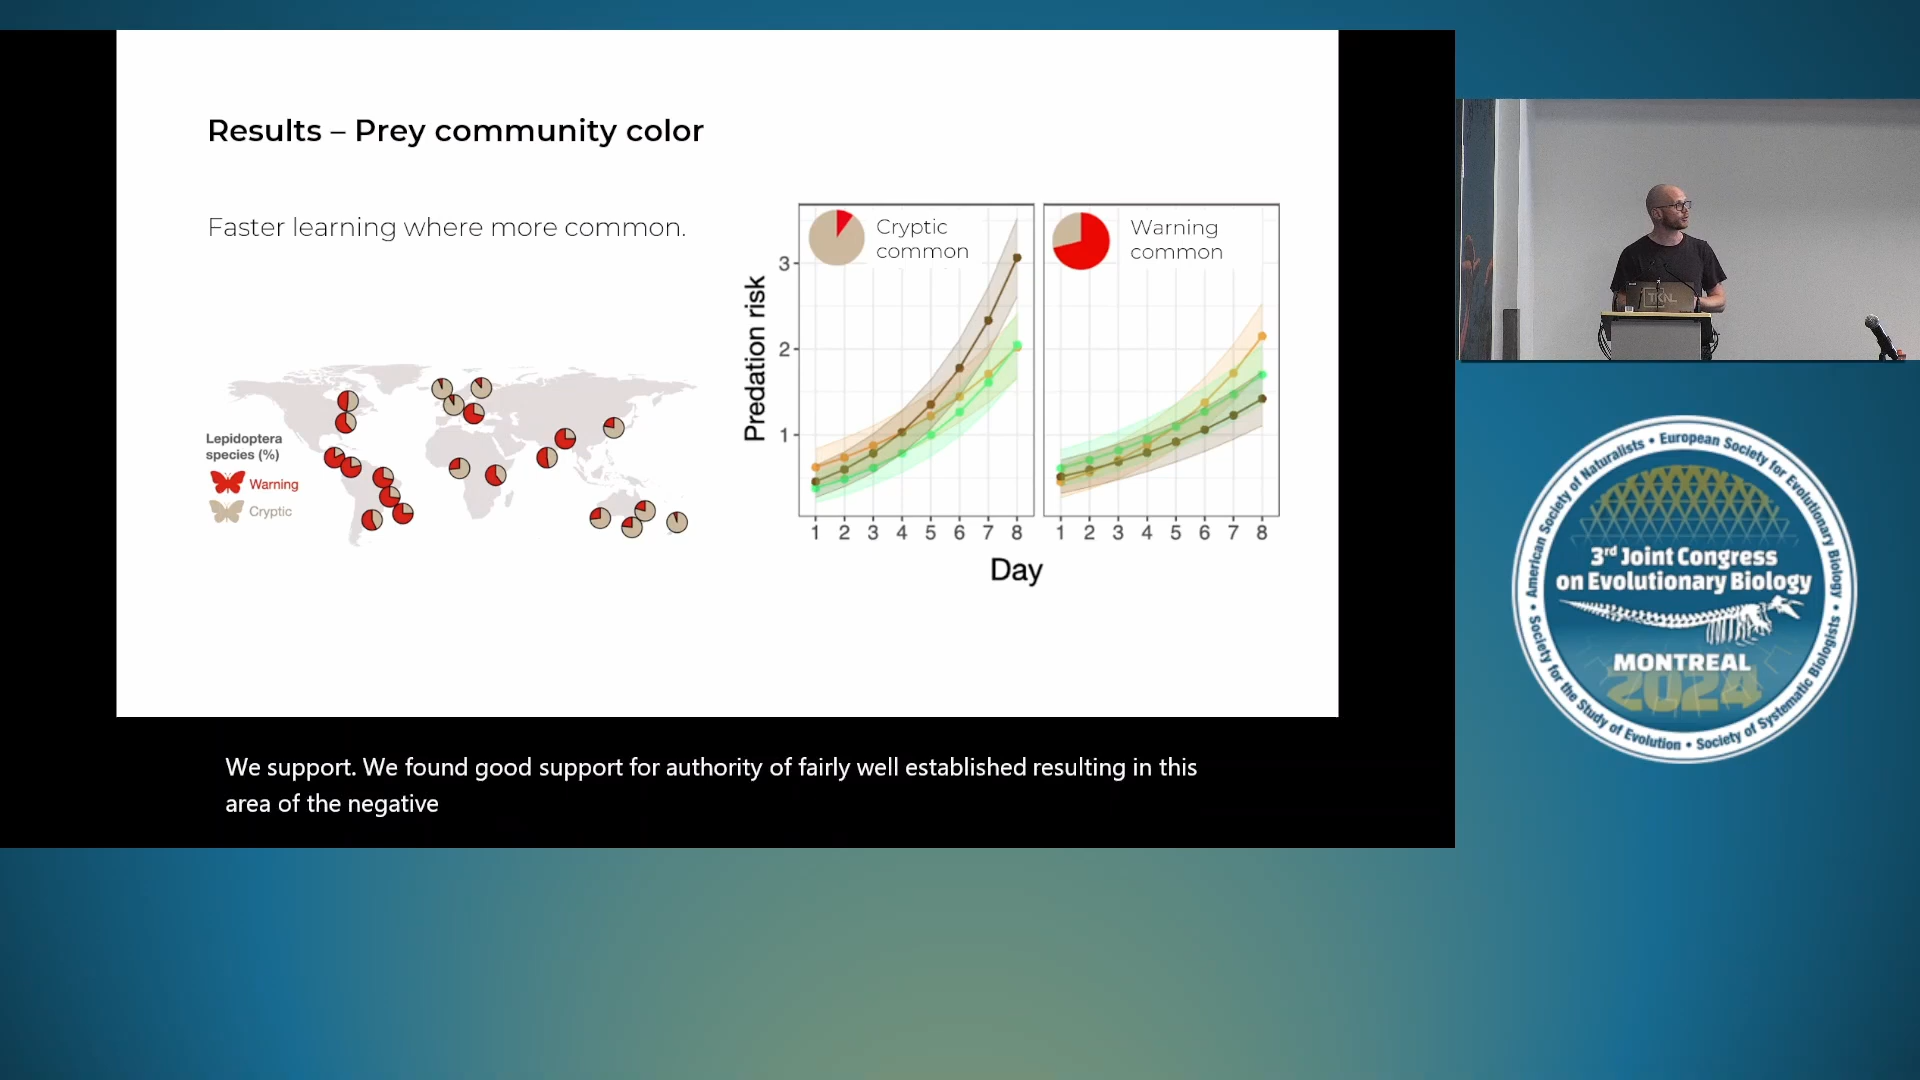 Results – Prey community color
Faster learning where more common.
Lepidoptera
species (%)
Warning
Cryptic
Cryptic
common
Warning
common
Predation risk
3
2
1
1 2 3 4 5 6 7 8
1 2 3 4 5 6 7 8
Day
We support. We found good support for authority of fairly well established resulting in this
area of the negative
TKNL
American Society of Naturalists • European Society for Evolutionary Biology •
Society for the Study of Evolution • Society of Systematic Biologists •
3rd Joint Congress
on Evolutionary Biology
MONTREAL
2024